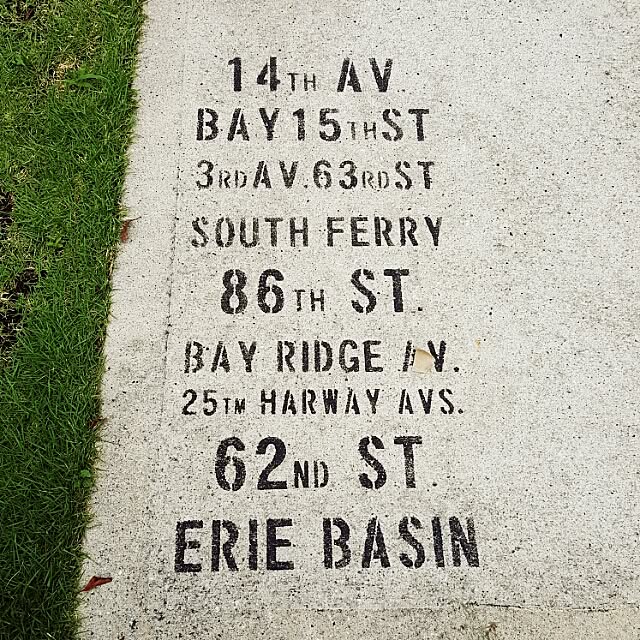 14TH AV.
BAY 15TH ST
3RD AV. 63RD ST
SOUTH FERRY
86TH ST.
BAY RIDGE AV.
25TH HARWAY AVS.
62ND ST.
ERIE BASIN